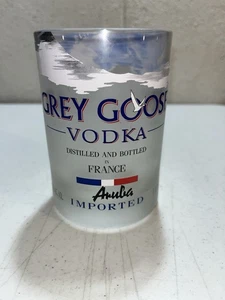 GREY GOOS
VODKA
DISTILLED AND BOTTLED
IN
FRANCE
Aruba
IMPORTED